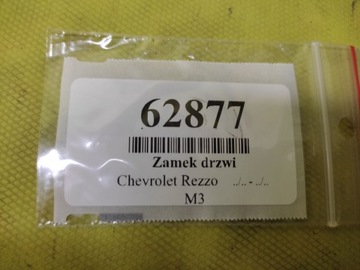 62877
Zamek drzwi
Chevrolet Rezzo ../.. - ../..
M3